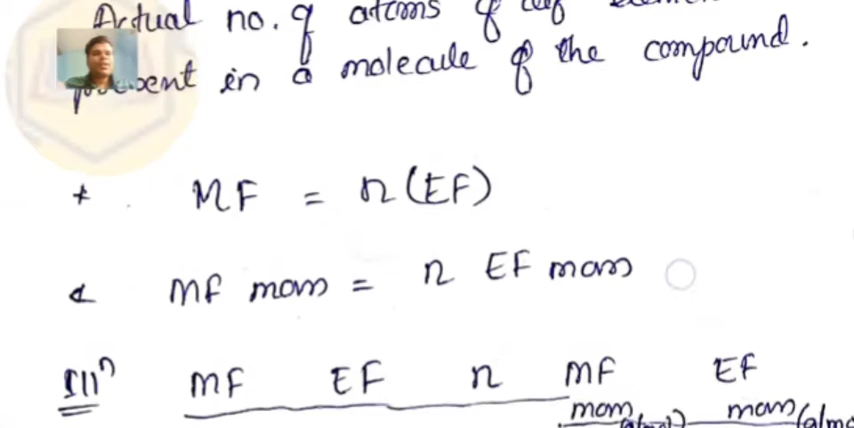 Actual no. of atoms of
present in a molecule of the compound.
* MF = n(EF)
MF mass = n EF mass
Illn MF EF n MF EF
mass mass